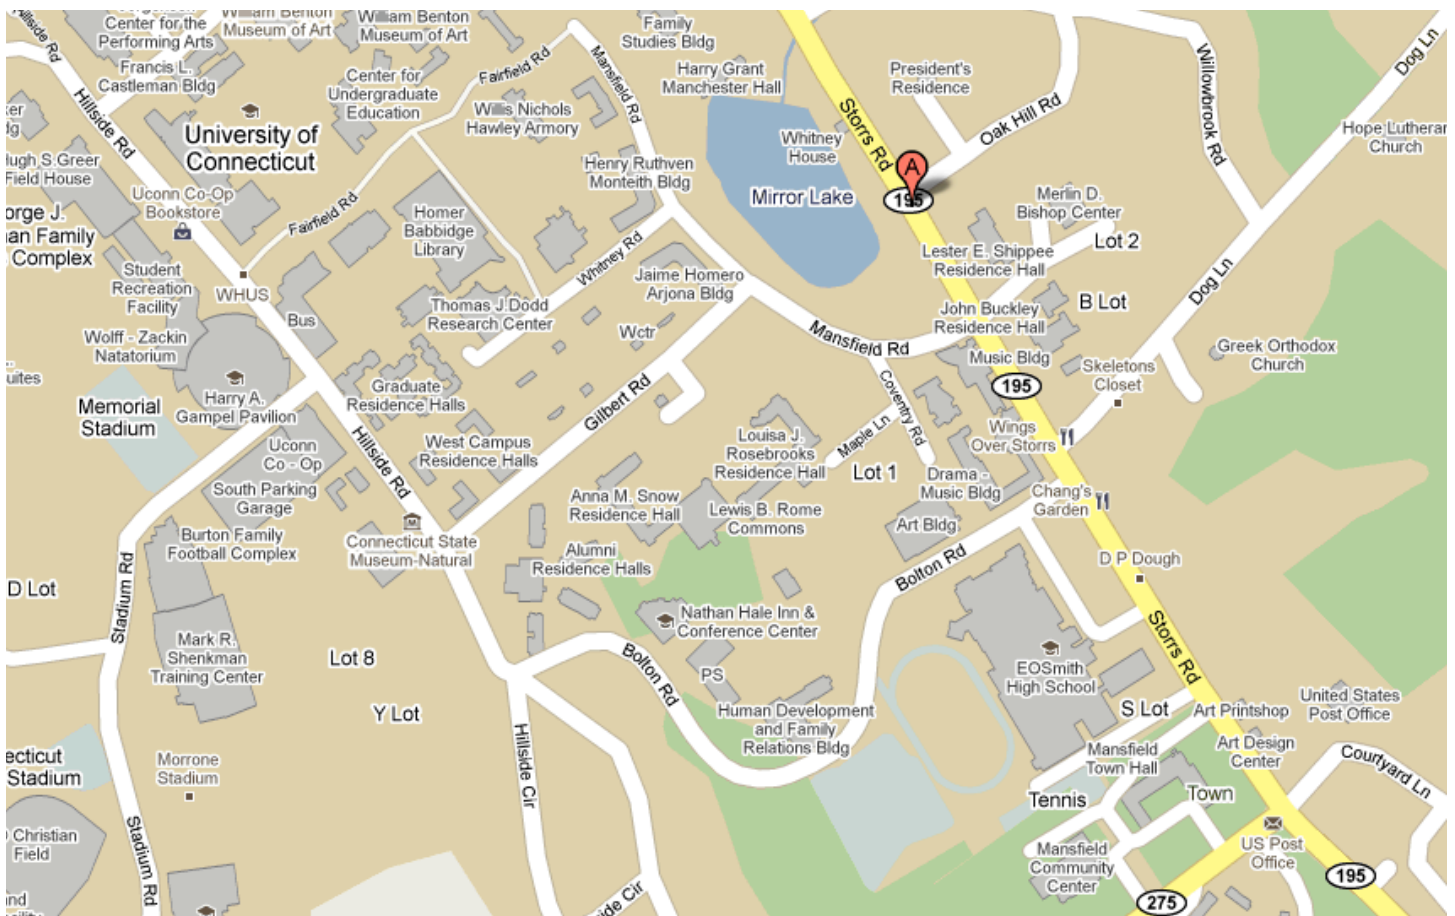 Hillside Rd
Center for the
Performing Arts
William Benton
Museum of Art
William Benton
Museum of Art
Family
Studies Bldg
Francis L.
Castleman Bldg
Center for
Undergraduate
Education
Fairfield Rd
Mansfield Rd
Harry Grant
Manchester Hall
President's
Residence
Willowbrook Rd
Dog Ln
Hillside Rd
University of
Connecticut
Willis Nichols
Hawley Armory
Storrs Rd
Whitney
House
Oak Hill Rd
Hope Lutheran
Church
Hugh S Greer
Field House
Uconn Co-Op
Bookstore
Henry Ruthven
Monteith Bldg
Mirror Lake
A
195
Merlin D.
Bishop Center
orge J.
an Family
Complex
Fairfield Rd
Homer
Babbidge
Library
Whitney Rd
Lester E. Shippee
Residence Hall
Lot 2
Student
Recreation
Facility
WHUS
Jaime Homero
Arjona Bldg
Dog Ln
Wolff - Zackin
Natatorium
Bus
Thomas J.Dodd
Research Center
Wctr
Mansfield Rd
John Buckley
Residence Hall
B Lot
uites
Music Bldg
195
Skeletons
Closet
Greek Orthodox
Church
Memorial
Stadium
Harry A.
Gampel Pavilion
Graduate
Residence Halls
Gilbert Rd
Coventry Rd
Uconn
Co - Op
South Parking
Garage
Hillside Rd
West Campus
Residence Halls
Louisa J.
Rosebrooks
Residence Hall
Maple Ln
Lot 1
Wings
Over Storrs
Drama -
Music Bldg
Chang's
Garden
Anna M. Snow
Residence Hall
Lewis B. Rome
Commons
Art Bldg
Burton Family
Football Complex
Connecticut State
Museum-Natural
Alumni
Residence Halls
Bolton Rd
D P Dough
D Lot
Stadium Rd
Nathan Hale Inn &
Conference Center
Mark R.
Shenkman
Training Center
Lot 8
Bolton Rd
PS
EOSmith
High School
Storrs Rd
Y Lot
Human Development
and Family
Relations Bldg
S Lot
Art Printshop
United States
Post Office
ecticut
Stadium
Morrone
Stadium
Hillside Cir
Mansfield
Town Hall
Art Design
Center
Courtyard Ln
Tennis
Town
Christian
Field
Stadium Rd
Mansfield
Community
Center
US Post
Office
195
275
side Cir